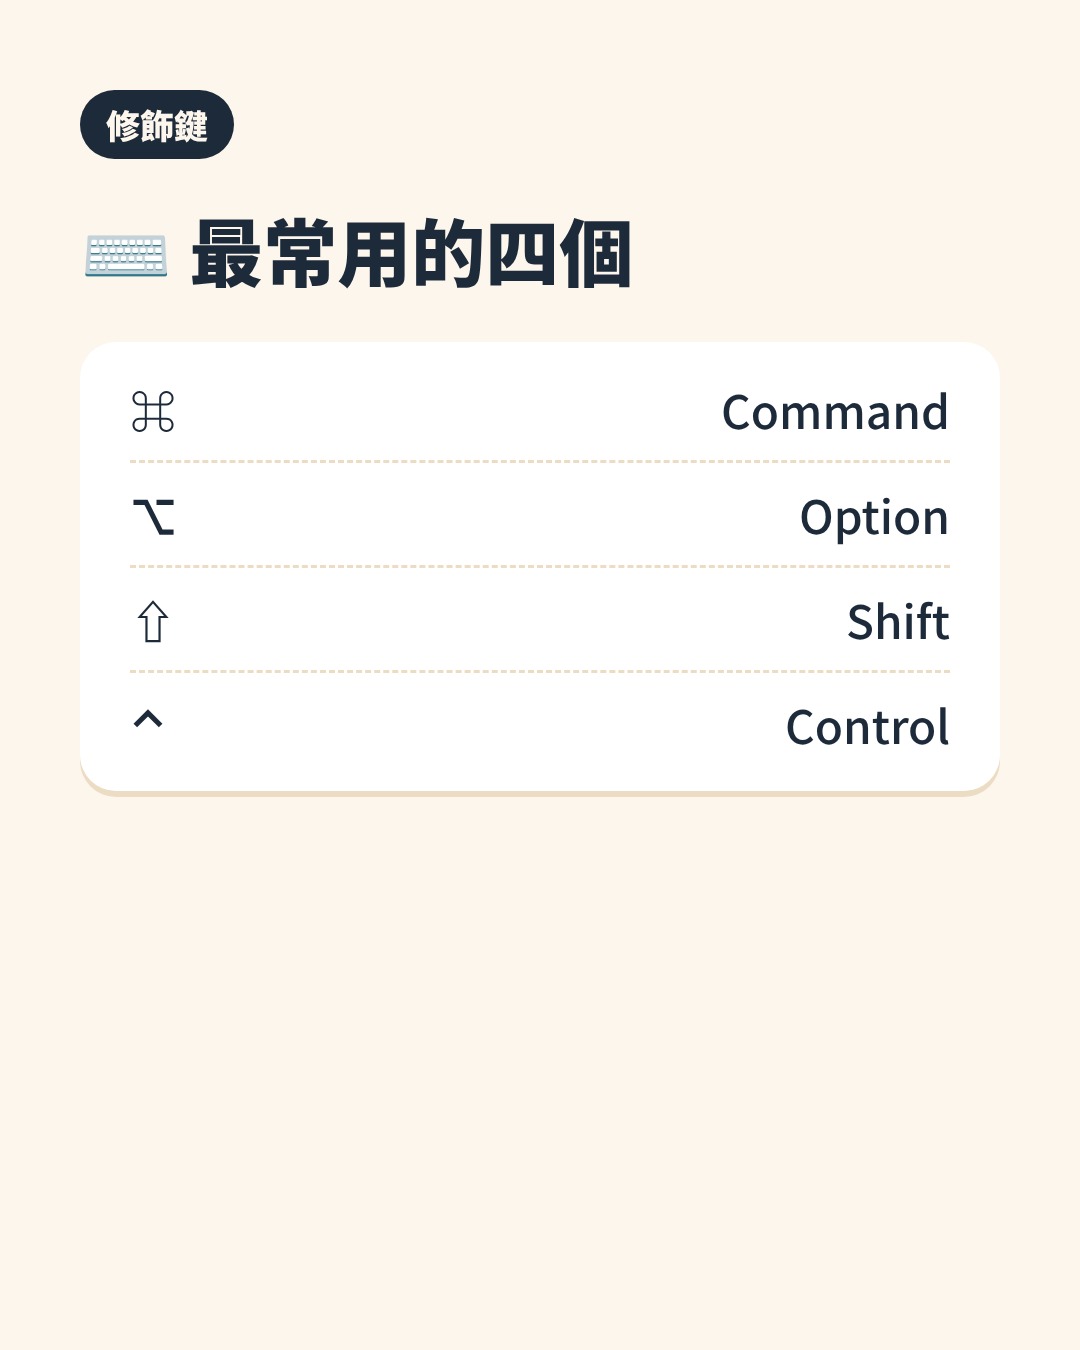 修飾鍵
⌨️ 最常用的四個
⌘ Command
⌥ Option
⇧ Shift
⌃ Control